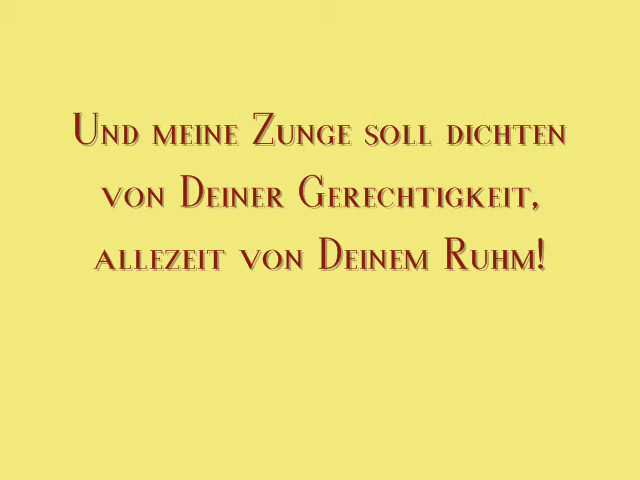 Und meine Zunge soll dichten
von Deiner Gerechtigkeit,
allezeit von Deinem Ruhm!